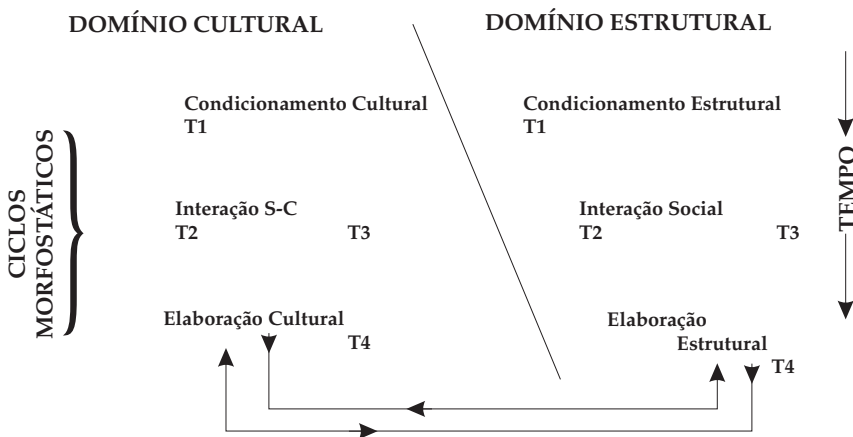 DOMÍNIO CULTURAL
DOMÍNIO ESTRUTURAL
Condicionamento Cultural
T1
Condicionamento Estrutural
T1
CICLOS
MORFOSTÁTICOS
TEMPO
Interação S-C
T2 T3
Interação Social
T2 T3
Elaboração Cultural
T4
Elaboração
Estrutural
T4